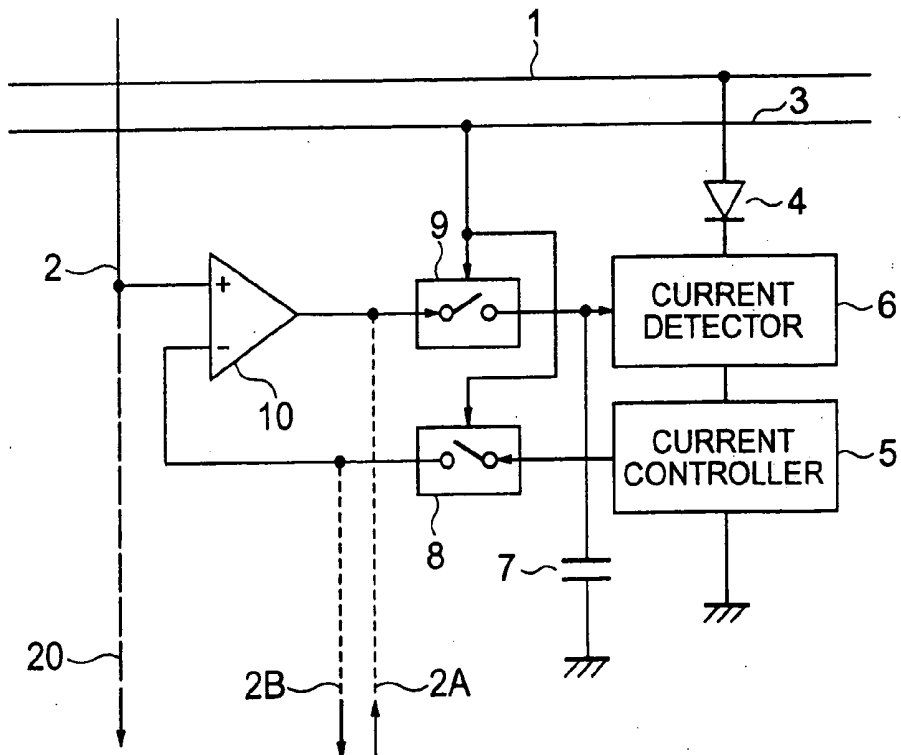 1
3
4
9
2
+
CURRENT
DETECTOR
6
-
10
CURRENT
CONTROLLER
5
8
7
20
2B
2A